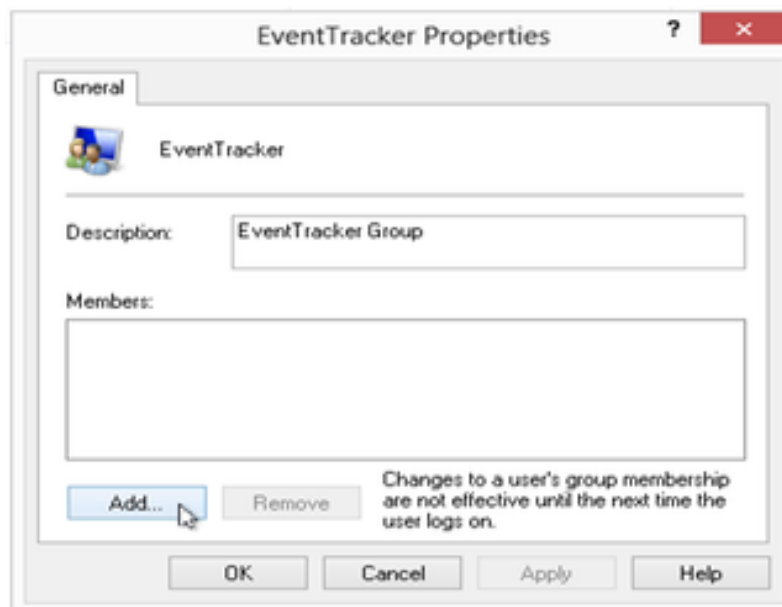 EventTracker Properties
?
General
EventTracker
Description:
EventTracker Group
Members:
Add...
Remove
Changes to a user's group membership
are not effective until the next time the
user logs on.
OK
Cancel
Apply
Help